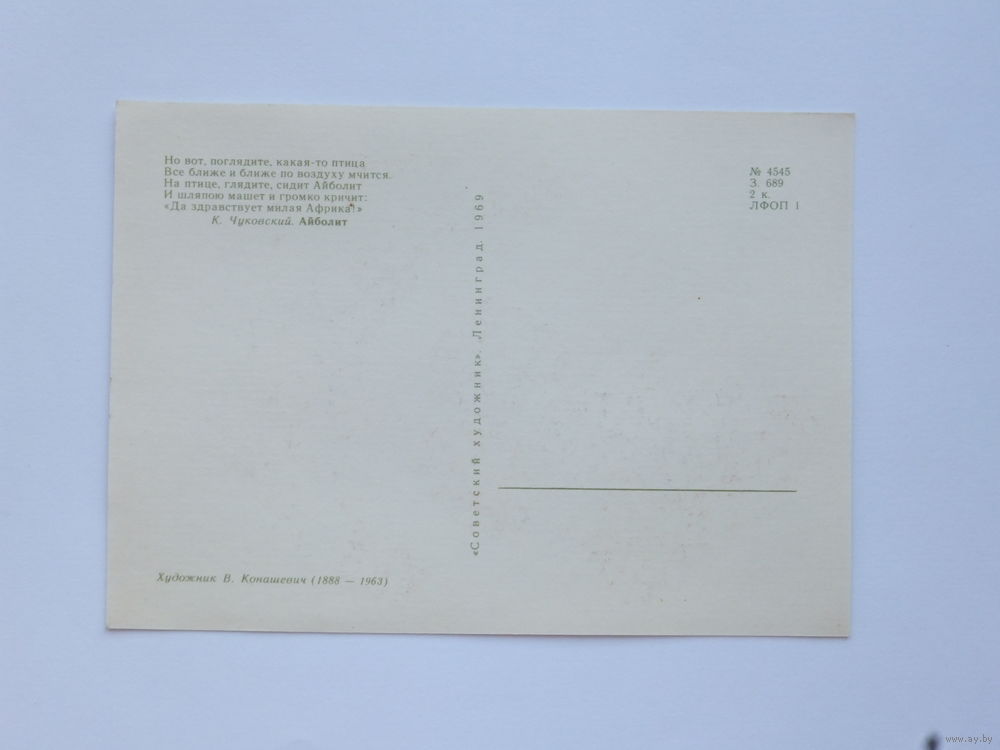 Но вот, поглядите, какая-то птица
Все ближе и ближе по воздуху мчится.
На птице, глядите, сидит Айболит
И шляпою машет и громко кричит:
«Да здравствует милая Африка!»
К. Чуковский. Айболит
№ 4545
З. 689
2 к.
ЛФОП 1
«Советский художник». Ленинград. 1969
Художник В. Конашевич (1888 — 1963)
www.ay.by